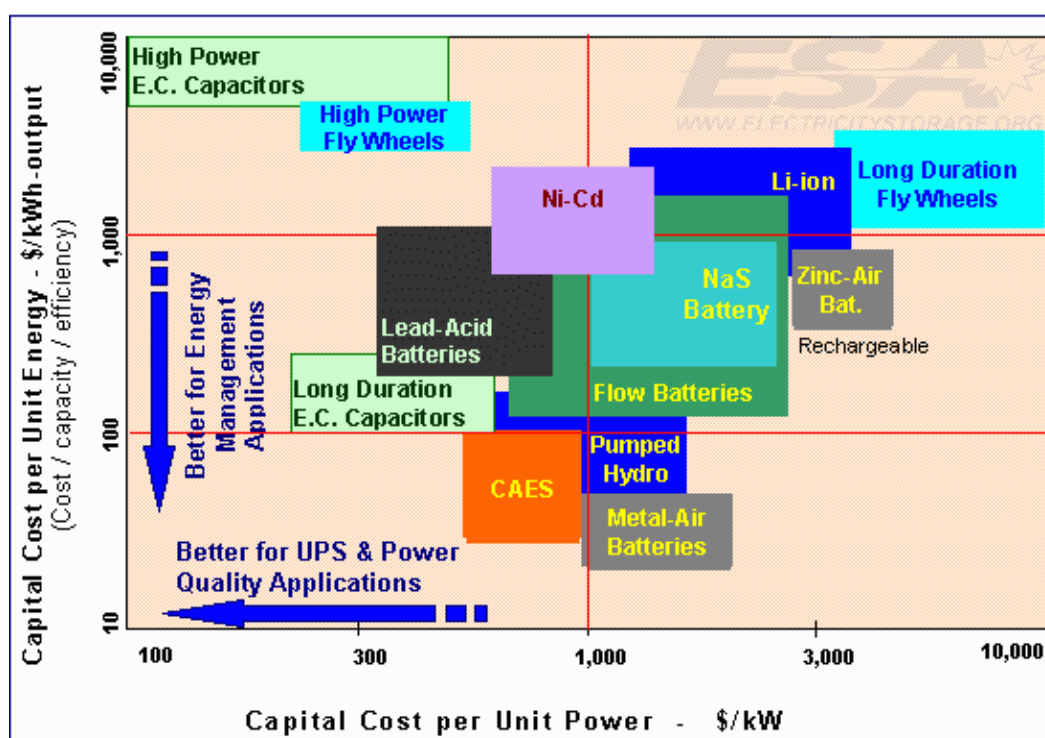 Capital Cost per Unit Energy - $/kWh-output
(Cost / capacity / efficiency)
10,000
1,000
100
10
High Power
E.C. Capacitors
High Power
Fly Wheels
ESA
WWW.ELECTRICITYSTORAGE.ORG
Long Duration
Fly Wheels
Li-ion
Ni-Cd
NaS
Battery
Zinc-Air
Bat.
Rechargeable
Lead-Acid
Batteries
Flow Batteries
Long Duration
E.C. Capacitors
Better for Energy
Management
Applications
Pumped
Hydro
CAES
Metal-Air
Batteries
Better for UPS & Power
Quality Applications
100
300
1,000
3,000
10,000
Capital Cost per Unit Power - $/kW